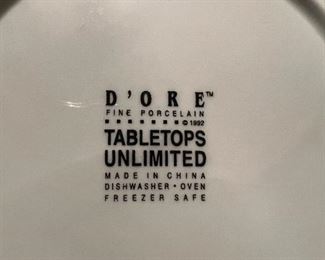 D'ORE™
FINE PORCELAIN
©1992
TABLETOPS
UNLIMITED
MADE IN CHINA
DISHWASHER • OVEN
FREEZER SAFE